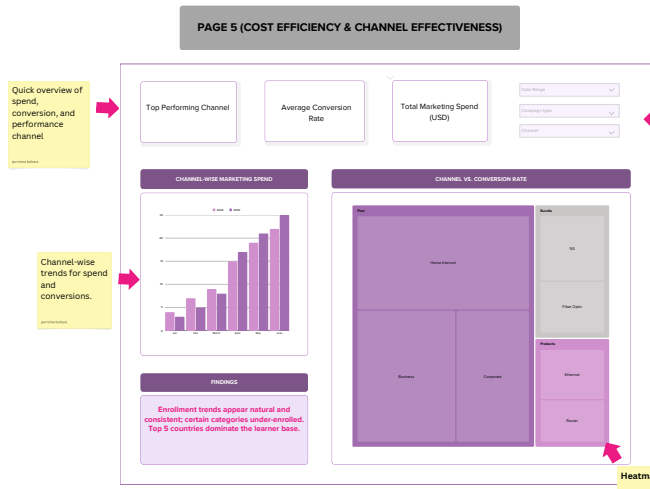 PAGE 5 (COST EFFICIENCY & CHANNEL EFFECTIVENESS)
Quick overview of
spend,
conversion, and
performance
channel
Top Performing Channel
Average Conversion
Rate
Total Marketing Spend
(USD)
Date Range
Campaign type
Channel
CHANNEL-WISE MARKETING SPEND
CHANNEL VS. CONVERSION RATE
Channel-wise
trends for spend
and
conversions.
Plan
Home Internet
Business
Corporate
Bundle
5G
Fiber Optic
Products
Ethernet
Router
FINDINGS
Enrollment trends appear natural and
consistent; certain categories under-enrolled.
Top 5 countries dominate the learner base.
Heatm